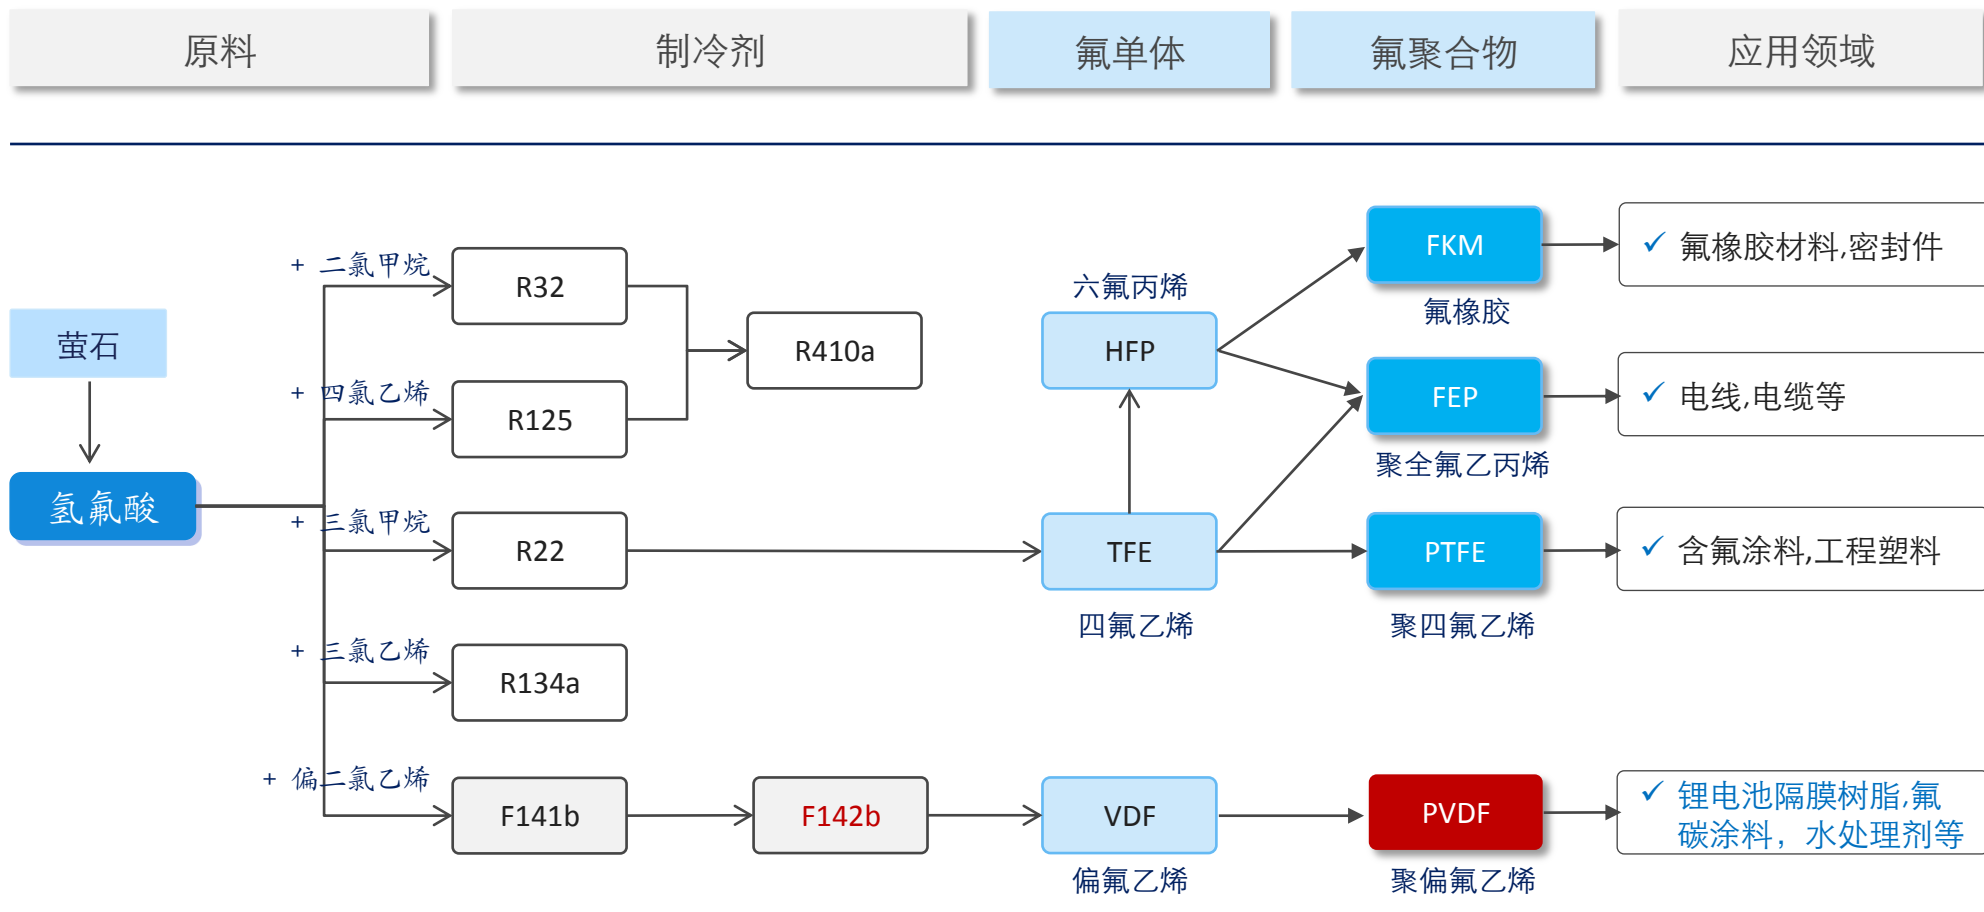 原料
制冷剂
氟单体
氟聚合物
应用领域
FKM
✓ 氟橡胶材料,密封件
+ 二氯甲烷
R32
六氟丙烯
氟橡胶
萤石
R410a
HFP
+ 四氯乙烯
R125
FEP
✓ 电线,电缆等
聚全氟乙丙烯
氢氟酸
+ 三氯甲烷
R22
TFE
PTFE
✓ 含氟涂料,工程塑料
四氟乙烯
聚四氟乙烯
+ 三氯乙烯
R134a
+ 偏二氯乙烯
F141b
F142b
VDF
PVDF
✓ 锂电池隔膜树脂,氟
碳涂料，水处理剂等
偏氟乙烯
聚偏氟乙烯